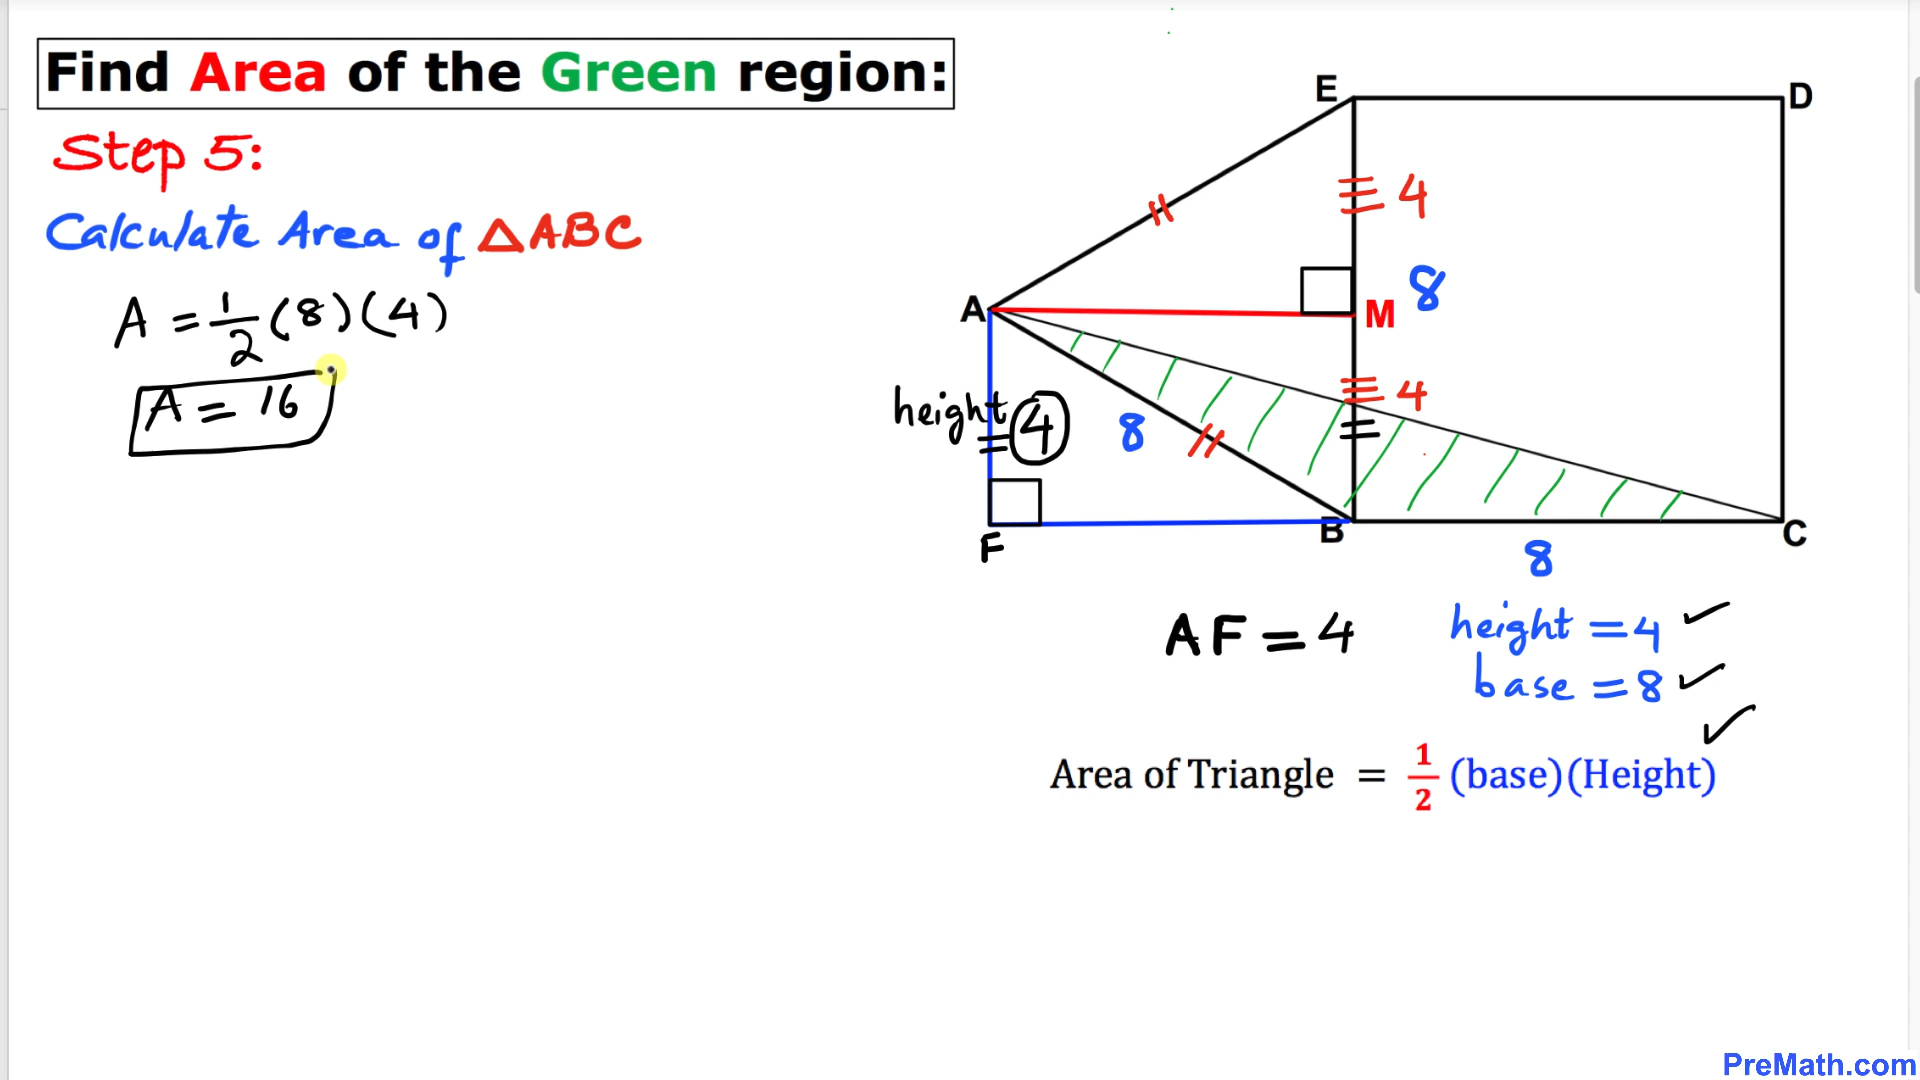 Find Area of the Green region:
Step 5:
Calculate Area of △ABC
A = 1/2 (8)(4)
A = 16
E
D
4
8
A
M
4
height = 4
8
B
C
F
8
AF = 4
height = 4 ✓
base = 8 ✓
✓
Area of Triangle = 1/2 (base)(Height)
PreMath.com